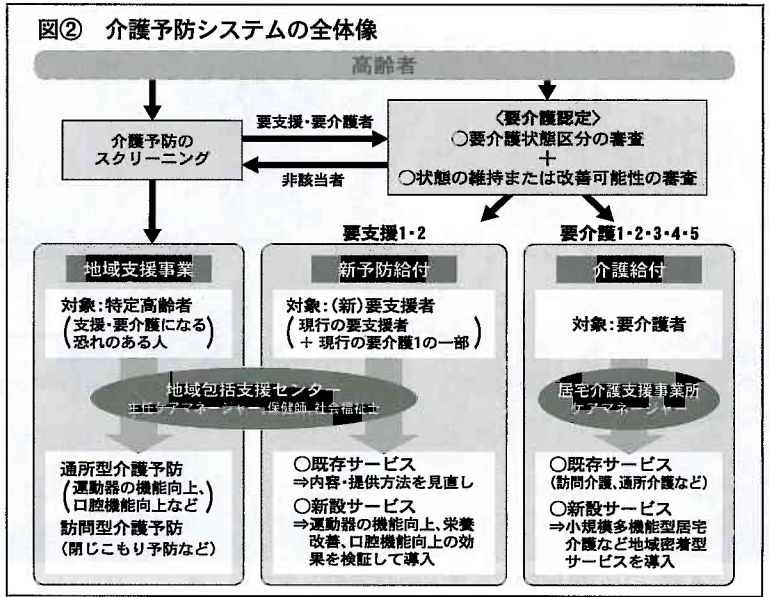 図② 介護予防システムの全体像
高齢者
介護予防の
スクリーニング
要支援・要介護者
非該当者
〈要介護認定〉
○要介護状態区分の審査
+
○状態の維持または改善可能性の審査
要支援1・2
要介護1・2・3・4・5
地域支援事業
対象:特定高齢者
(支援・要介護になる
恐れのある人)
新予防給付
対象:(新)要支援者
(現行の要支援者
+ 現行の要介護1の一部)
介護給付
対象:要介護者
地域包括支援センター
主任ケアマネージャー、保健師、社会福祉士
居宅介護支援事業所
ケアマネージャー
通所型介護予防
(運動器の機能向上、
口腔機能向上など)
訪問型介護予防
(閉じこもり予防など)
○既存サービス
⇒内容・提供方法を見直し
○新設サービス
⇒運動器の機能向上、栄養
改善、口腔機能向上の効
果を検証して導入
○既存サービス
(訪問介護、通所介護など)
○新設サービス
⇒小規模多機能型居宅
介護など地域密着型
サービスを導入